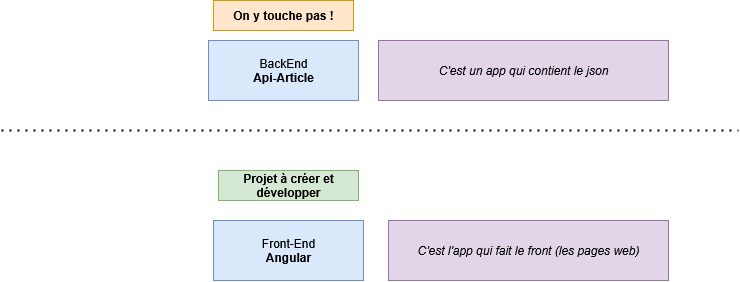 On y touche pas !
BackEnd
Api-Article
C'est un app qui contient le json
Projet à créer et
développer
Front-End
Angular
C'est l'app qui fait le front (les pages web)